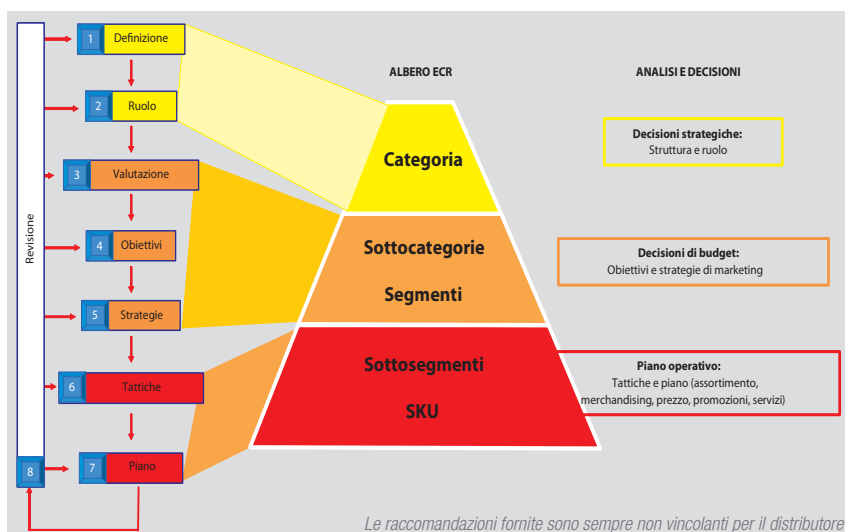 ALBERO ECR
ANALISI E DECISIONI
1
Definizione
2
Ruolo
3
Valutazione
4
Obiettivi
5
Strategie
6
Tattiche
7
Piano
8
Revisione
Categoria
Sottocategorie
Segmenti
Sottosegmenti
SKU
Decisioni strategiche:
Struttura e ruolo
Decisioni di budget:
Obiettivi e strategie di marketing
Piano operativo:
Tattiche e piano (assortimento,
merchandising, prezzo, promozioni, servizi)
Le raccomandazioni fornite sono sempre non vincolanti per il distributore